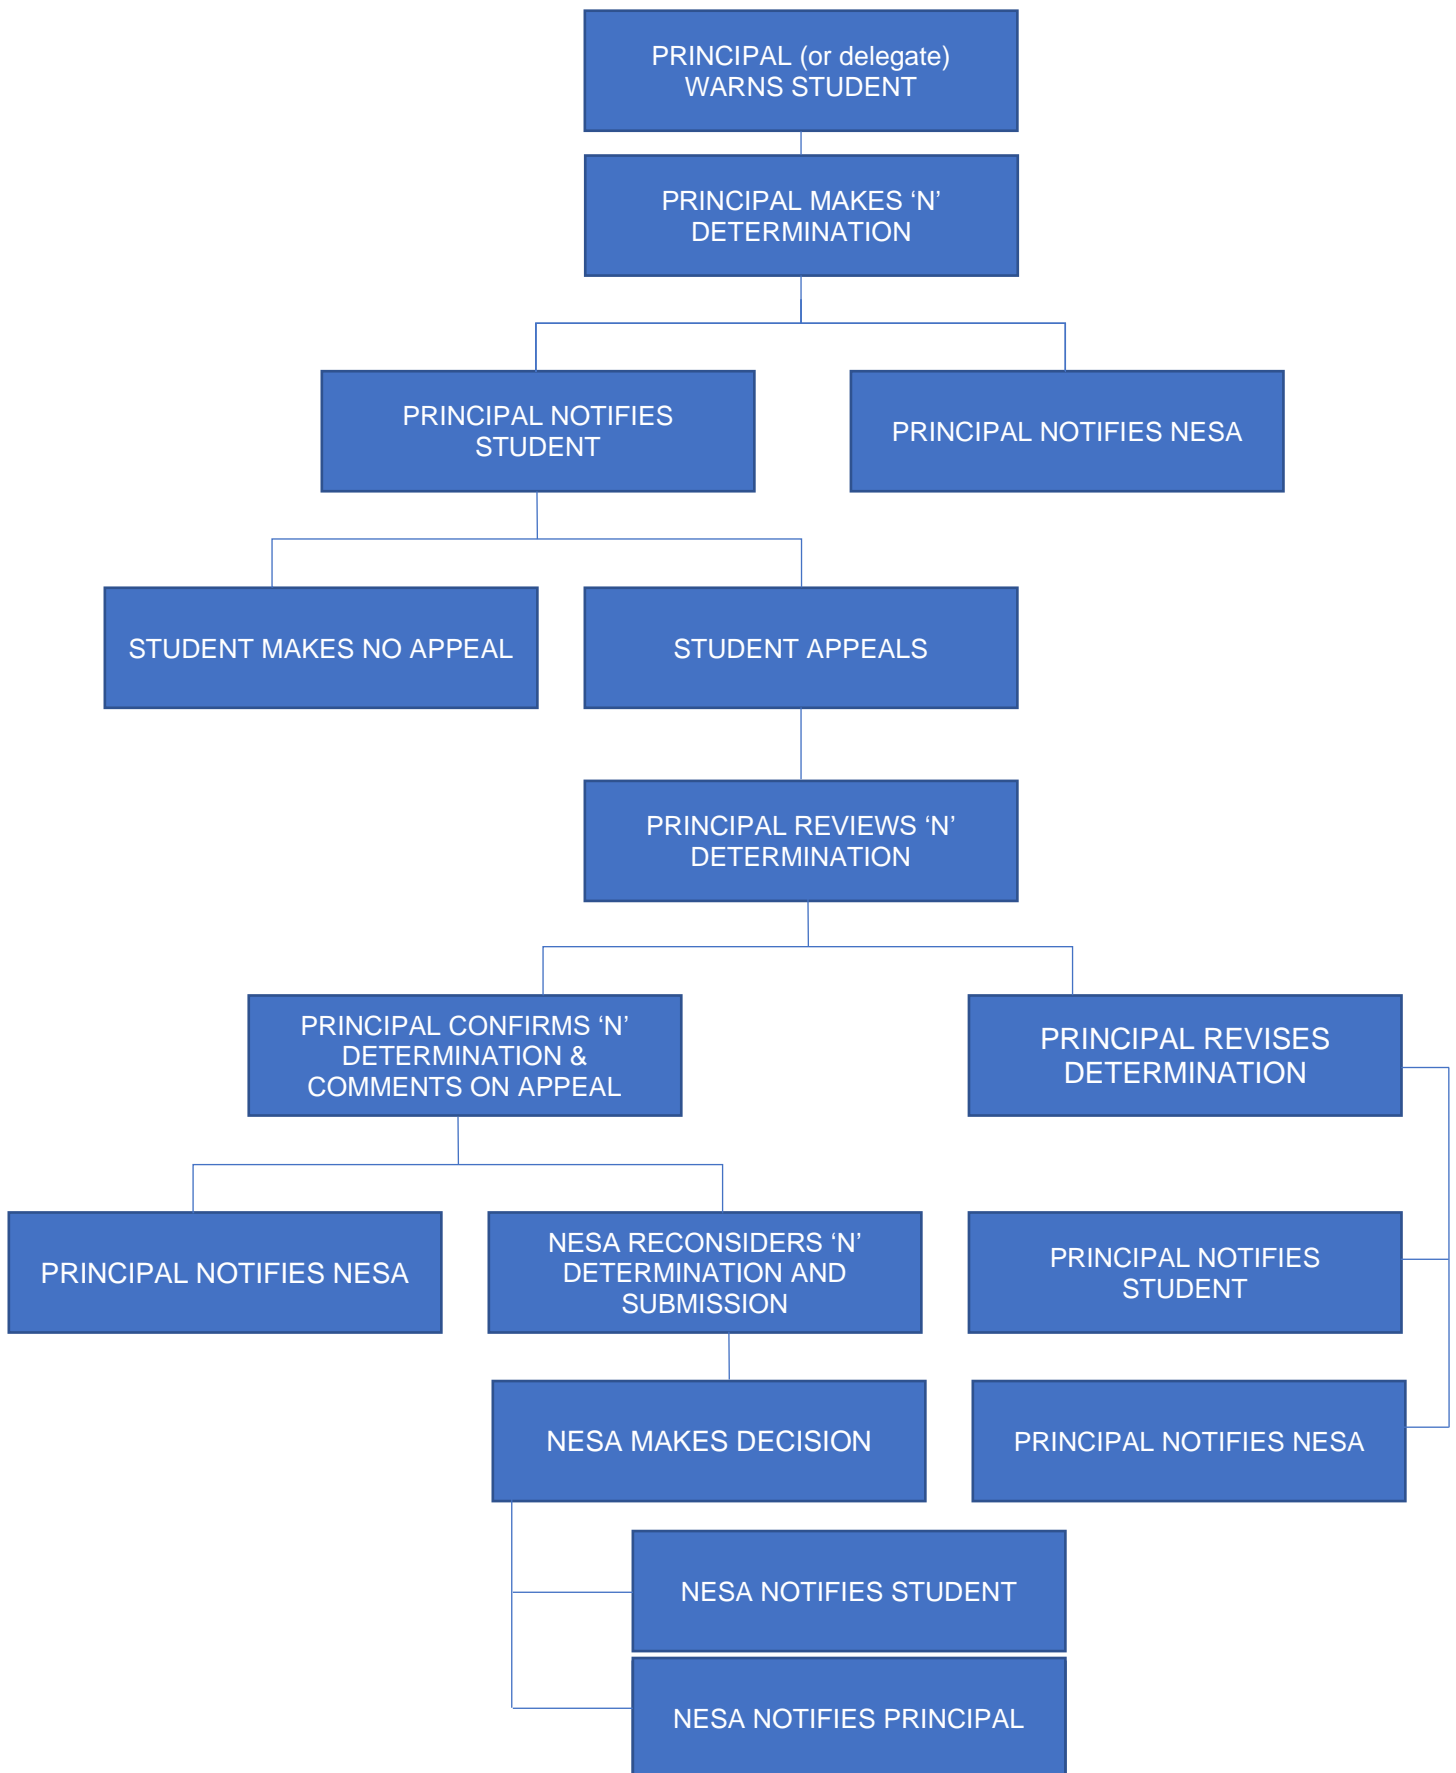 PRINCIPAL (or delegate)
WARNS STUDENT
PRINCIPAL MAKES ‘N’
DETERMINATION
PRINCIPAL NOTIFIES
STUDENT
PRINCIPAL NOTIFIES NESA
STUDENT MAKES NO APPEAL
STUDENT APPEALS
PRINCIPAL REVIEWS ‘N’
DETERMINATION
PRINCIPAL CONFIRMS ‘N’
DETERMINATION &
COMMENTS ON APPEAL
PRINCIPAL REVISES
DETERMINATION
PRINCIPAL NOTIFIES NESA
NESA RECONSIDERS ‘N’
DETERMINATION AND
SUBMISSION
PRINCIPAL NOTIFIES
STUDENT
NESA MAKES DECISION
PRINCIPAL NOTIFIES NESA
NESA NOTIFIES STUDENT
NESA NOTIFIES PRINCIPAL